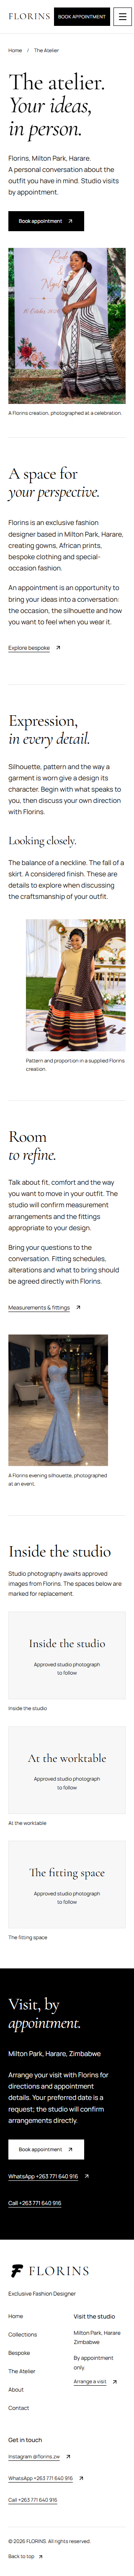 FLORINS
BOOK APPOINTMENT
Home / The Atelier
The atelier.
Your ideas,
in person.
Florins, Milton Park, Harare.
A personal conversation about the
outfit you have in mind. Studio visits
by appointment.
Book appointment
A Florins creation, photographed at a celebration.
A space for
your perspective.
Florins is an exclusive fashion
designer based in Milton Park, Harare,
creating gowns, African prints,
bespoke clothing and special-
occasion fashion.
An appointment is an opportunity to
bring your ideas into a conversation:
the occasion, the silhouette and how
you want to feel when you wear it.
Explore bespoke
Expression,
in every detail.
Silhouette, pattern and the way a
garment is worn give a design its
character. Begin with what speaks to
you, then discuss your own direction
with Florins.
Looking closely.
The balance of a neckline. The fall of a
skirt. A considered finish. These are
details to explore when discussing
the craftsmanship of your outfit.
Pattern and proportion in a supplied Florins
creation.
Room
to refine.
Talk about fit, comfort and the way
you want to move in your outfit. The
studio will confirm measurement
arrangements and the fittings
appropriate to your design.
Bring your questions to the
conversation. Fitting schedules,
alterations and what to bring should
be agreed directly with Florins.
Measurements & fittings
A Florins evening silhouette, photographed
at an event.
Inside the studio
Studio photography awaits approved
images from Florins. The spaces below are
marked for replacement.
Inside the studio
Approved studio photograph
to follow
Inside the studio
At the worktable
Approved studio photograph
to follow
At the worktable
The fitting space
Approved studio photograph
to follow
The fitting space
Visit, by
appointment.
Milton Park, Harare, Zimbabwe
Arrange your visit with Florins for
directions and appointment
details. Your preferred date is a
request; the studio will confirm
arrangements directly.
Book appointment
WhatsApp +263 771 640 916
Call +263 771 640 916
FLORINS
Exclusive Fashion Designer
Home
Collections
Bespoke
The Atelier
About
Contact
Visit the studio
Milton Park, Harare
Zimbabwe
By appointment
only.
Arrange a visit
Get in touch
Instagram @florins.zw
WhatsApp +263 771 640 916
Call +263 771 640 916
© 2026 FLORINS. All rights reserved.
Back to top